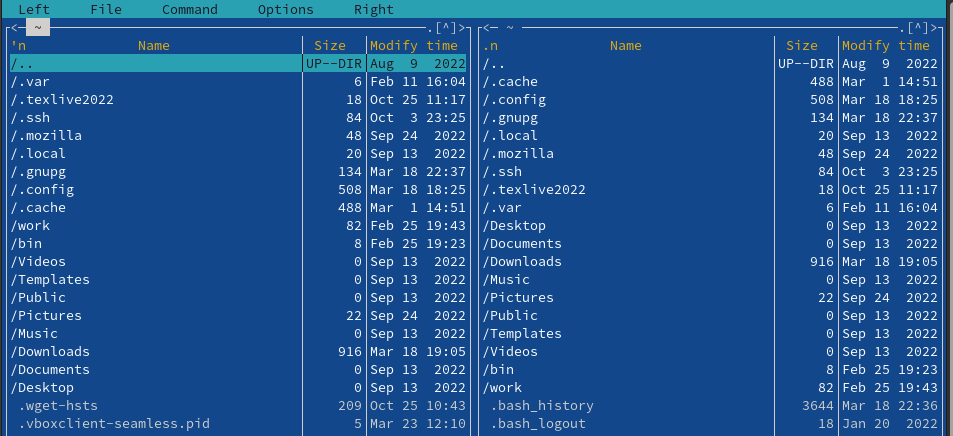 Left File Command Options Right
<─ ~ .[^]> <─ ~ .[^]>
'n Name Size Modify time .n Name Size Modify time
/.. UP--DIR Aug 9 2022 /.. UP--DIR Aug 9 2022
/.var 6 Feb 11 16:04 /.cache 488 Mar 1 14:51
/.texlive2022 18 Oct 25 11:17 /.config 508 Mar 18 18:25
/.ssh 84 Oct 3 23:25 /.gnupg 134 Mar 18 22:37
/.mozilla 48 Sep 24 2022 /.local 20 Sep 13 2022
/.local 20 Sep 13 2022 /.mozilla 48 Sep 24 2022
/.gnupg 134 Mar 18 22:37 /.ssh 84 Oct 3 23:25
/.config 508 Mar 18 18:25 /.texlive2022 18 Oct 25 11:17
/.cache 488 Mar 1 14:51 /.var 6 Feb 11 16:04
/work 82 Feb 25 19:43 /Desktop 0 Sep 13 2022
/bin 8 Feb 25 19:23 /Documents 0 Sep 13 2022
/Videos 0 Sep 13 2022 /Downloads 916 Mar 18 19:05
/Templates 0 Sep 13 2022 /Music 0 Sep 13 2022
/Public 0 Sep 13 2022 /Pictures 22 Sep 24 2022
/Pictures 22 Sep 24 2022 /Public 0 Sep 13 2022
/Music 0 Sep 13 2022 /Templates 0 Sep 13 2022
/Downloads 916 Mar 18 19:05 /Videos 0 Sep 13 2022
/Documents 0 Sep 13 2022 /bin 8 Feb 25 19:23
/Desktop 0 Sep 13 2022 /work 82 Feb 25 19:43
.wget-hsts 209 Oct 25 10:43 .bash_history 3644 Mar 18 22:36
.vboxclient-seamless.pid 5 Mar 23 12:10 .bash_logout 18 Jan 20 2022